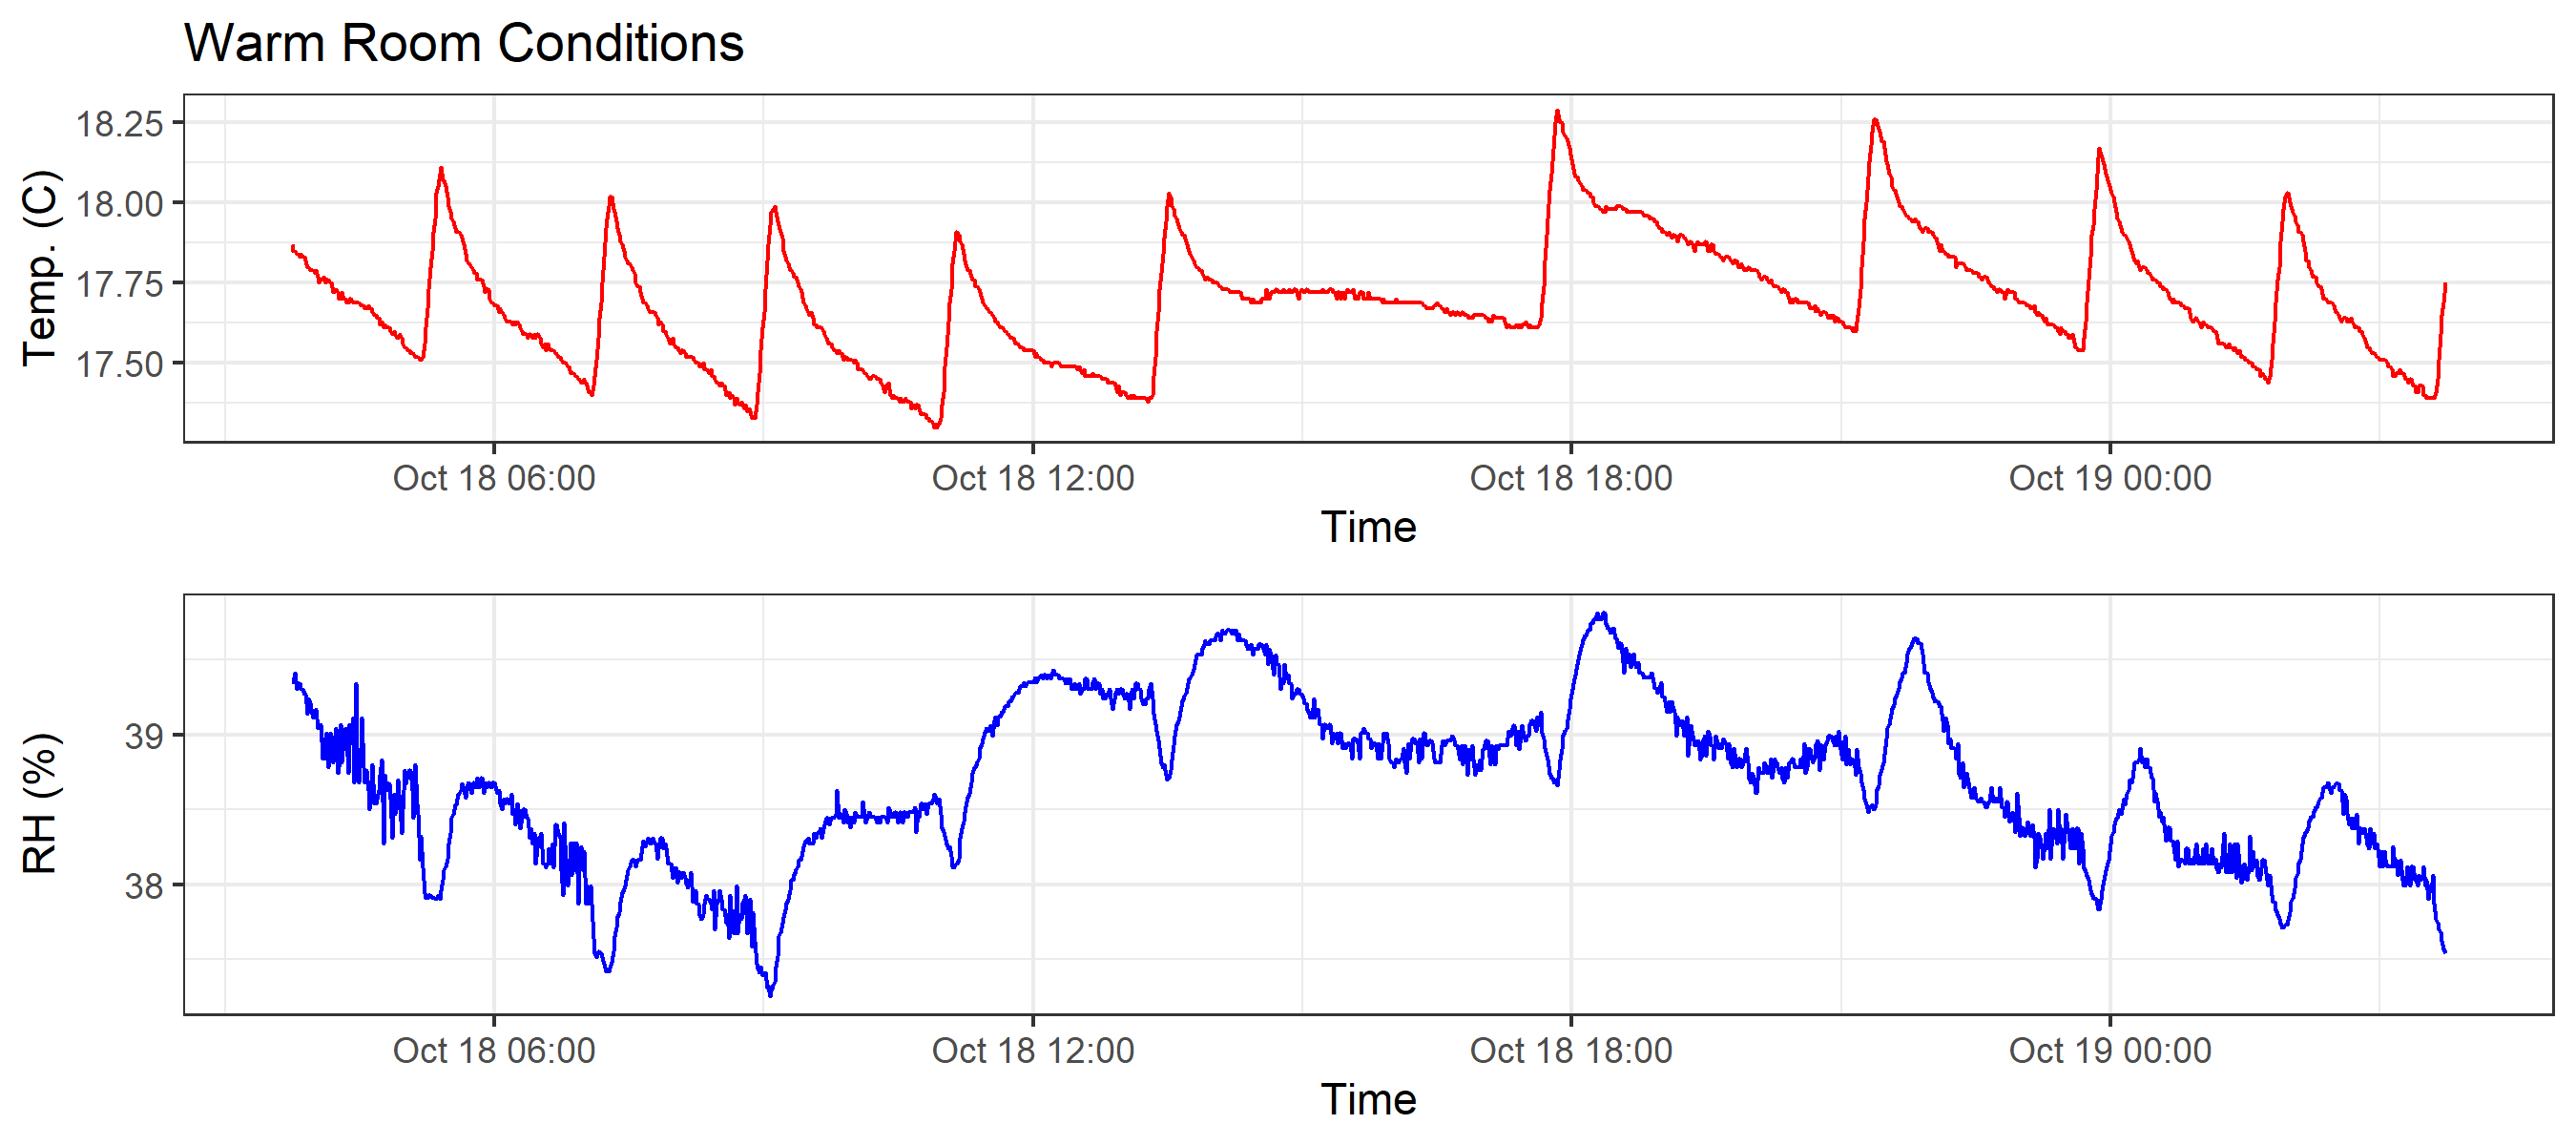 Warm Room Conditions
Temp. (C)
18.25
18.00
17.75
17.50
Oct 18 06:00 Oct 18 12:00 Oct 18 18:00 Oct 19 00:00
Time
RH (%)
39
38
Oct 18 06:00 Oct 18 12:00 Oct 18 18:00 Oct 19 00:00
Time